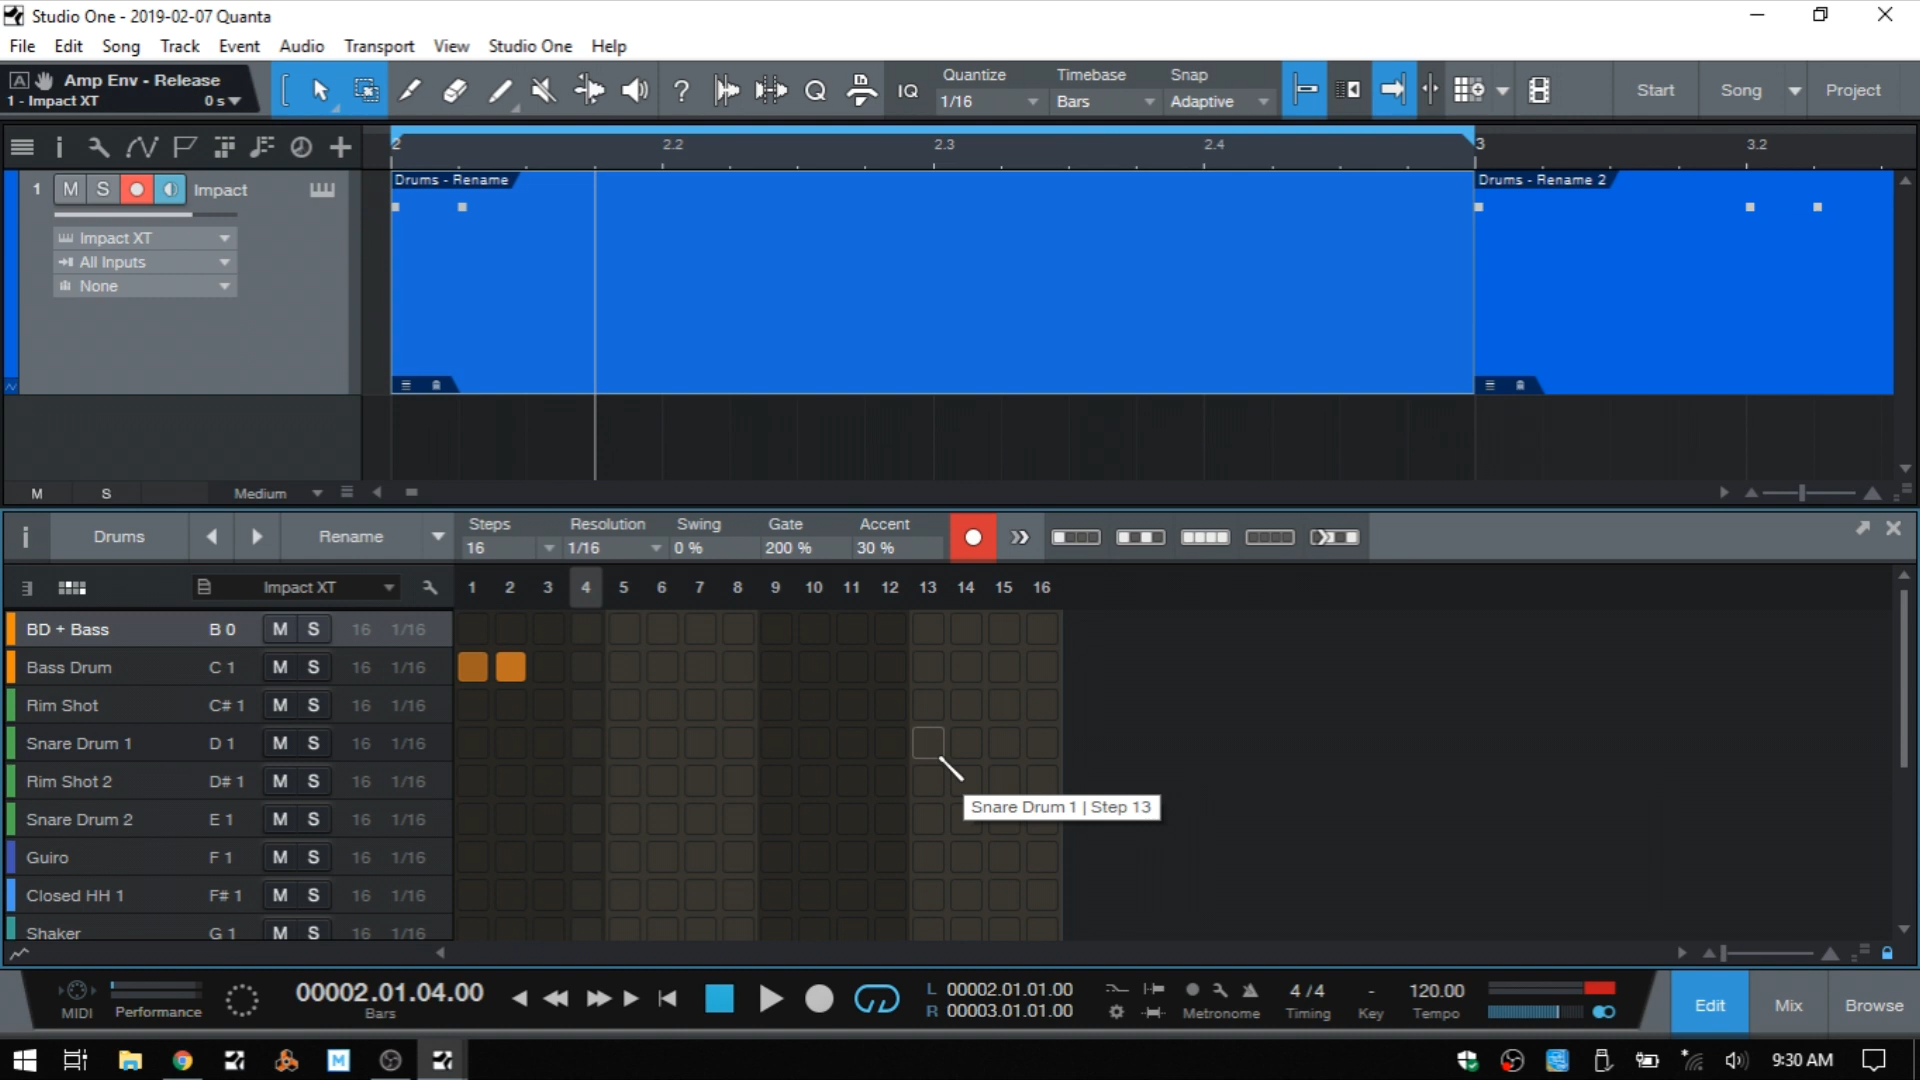 Studio One - 2019-02-07 Quanta
File Edit Song Track Event Audio Transport View Studio One Help
A Amp Env - Release
1 - Impact XT 0 s
? Q IQ
Quantize Timebase Snap
1/16 Bars Adaptive
Start Song Project
2 2.2 2.3 2.4 3 3.2
1 M S Impact
Drums - Rename Drums - Rename 2
Impact XT
All Inputs
None
M S Medium
Drums Rename
Steps Resolution Swing Gate Accent
16 1/16 0 % 200 % 30 %
Impact XT 1 2 3 4 5 6 7 8 9 10 11 12 13 14 15 16
BD + Bass B 0 M S 16 1/16
Bass Drum C 1 M S 16 1/16
Rim Shot C# 1 M S 16 1/16
Snare Drum 1 D 1 M S 16 1/16
Rim Shot 2 D# 1 M S 16 1/16
Snare Drum 1 | Step 13
Snare Drum 2 E 1 M S 16 1/16
Guiro F 1 M S 16 1/16
Closed HH 1 F# 1 M S 16 1/16
Shaker G 1 M S 16 1/16
MIDI Performance
00002.01.04.00
Bars
L 00002.01.01.00
R 00003.01.01.00
Metronome
4 / 4 - 120.00
Timing Key Tempo
Edit Mix Browse
M 9:30 AM